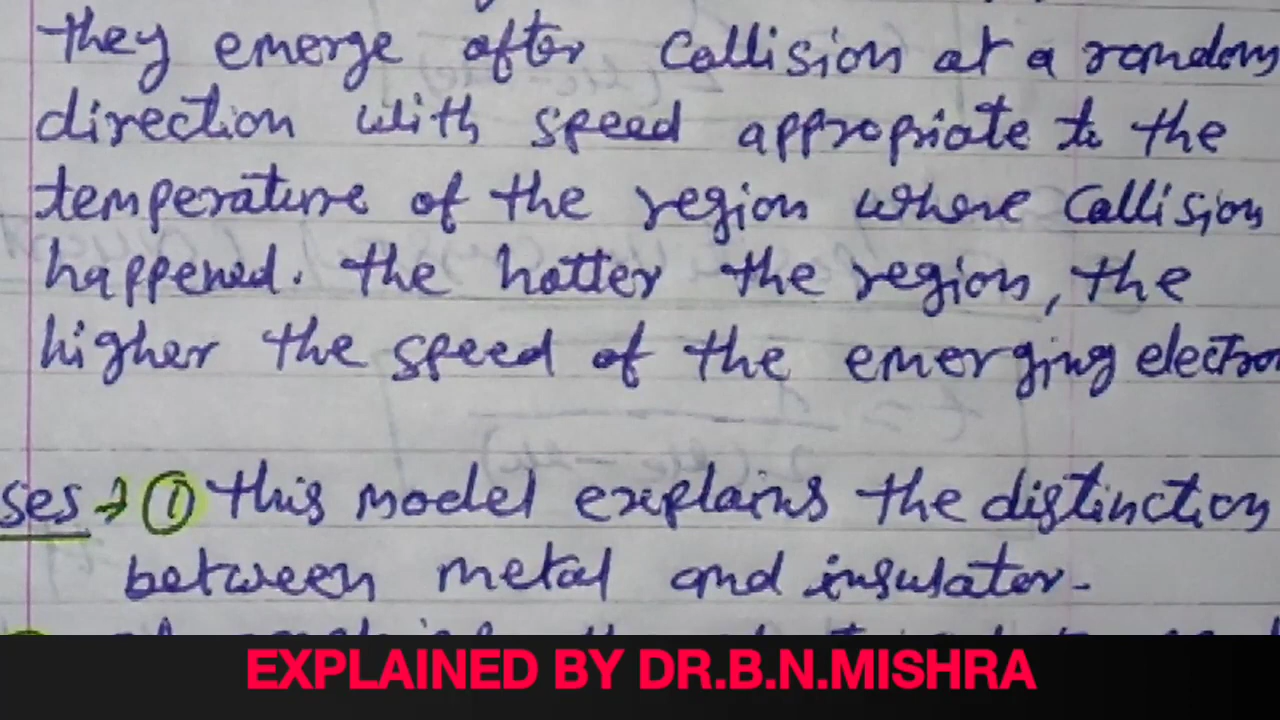 they emerge after Collision at a random
direction with speed appropriate to the
temperature of the region where Collision
happened. the hotter the region, the
higher the speed of the emerging electron
ses → ① this model explains the distinction
between metal and insulator.
EXPLAINED BY DR.B.N.MISHRA